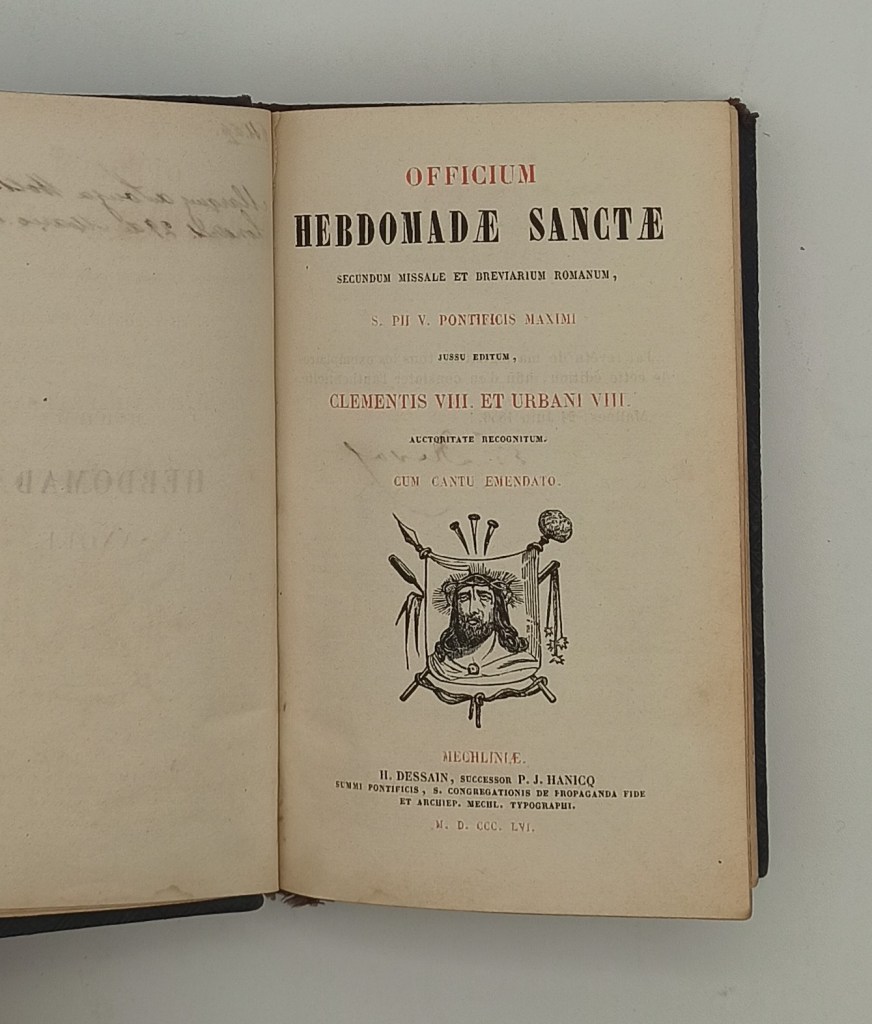 OFFICIUM
HEBDOMADÆ SANCTÆ
SECUNDUM MISSALE ET BREVIARIUM ROMANUM,
S. PII V. PONTIFICIS MAXIMI
JUSSU EDITUM,
CLEMENTIS VIII. ET URBANI VIII.
AUCTORITATE RECOGNITUM.
CUM CANTU EMENDATO.
MECHLINIÆ.
H. DESSAIN, SUCCESSOR P. J. HANICQ
SUMMI PONTIFICIS, S. CONGREGATIONIS DE PROPAGANDA FIDE
ET ARCHIEP. MECHL. TYPOGRAPHI.
M. D. CCC. LVI.